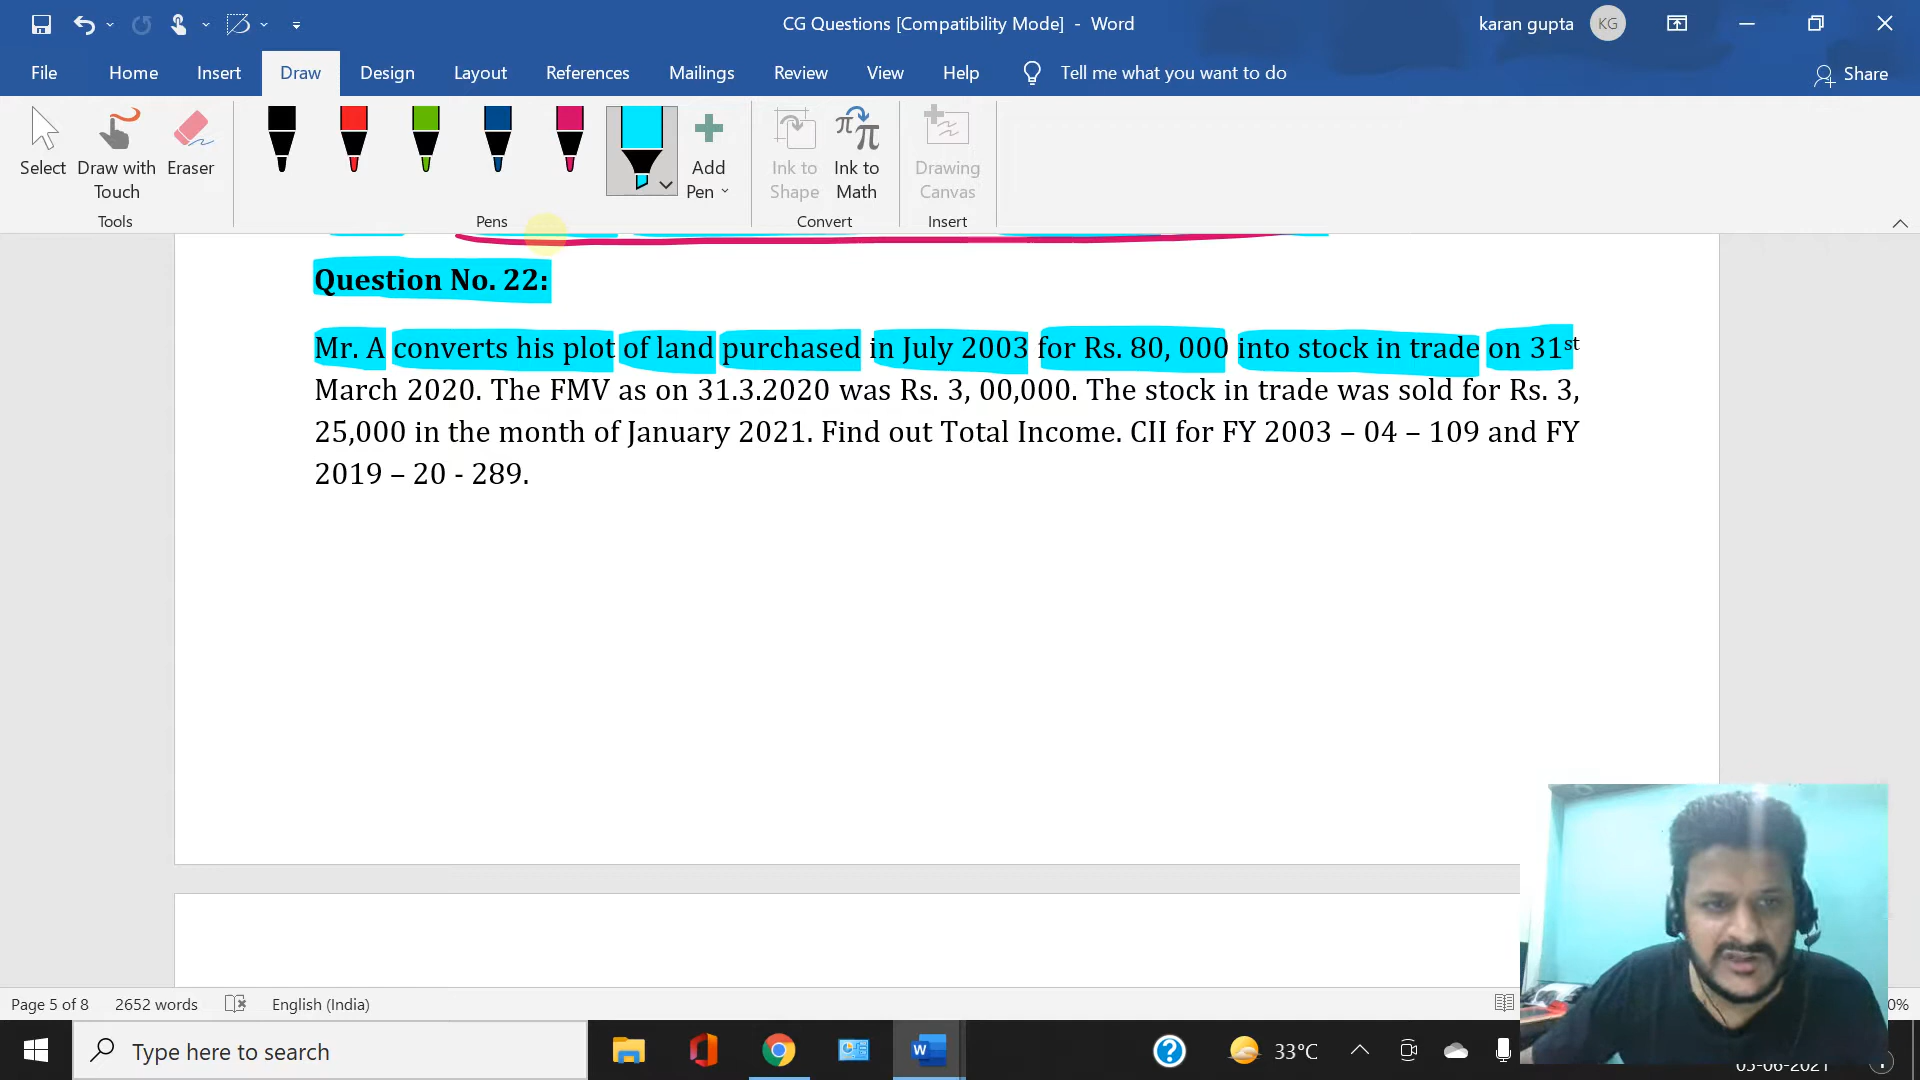 CG Questions [Compatibility Mode] - Word
karan gupta
KG
File Home Insert Draw Design Layout References Mailings Review View Help Tell me what you want to do Share
Select
Draw with Touch
Eraser
Add Pen
Ink to Shape
Ink to Math
Drawing Canvas
Tools Pens Convert Insert
Question No. 22:
Mr. A converts his plot of land purchased in July 2003 for Rs. 80, 000 into stock in trade on 31st
March 2020. The FMV as on 31.3.2020 was Rs. 3, 00,000. The stock in trade was sold for Rs. 3,
25,000 in the month of January 2021. Find out Total Income. CII for FY 2003 – 04 – 109 and FY
2019 – 20 - 289.
Page 5 of 8 2652 words English (India)
Type here to search
33°C